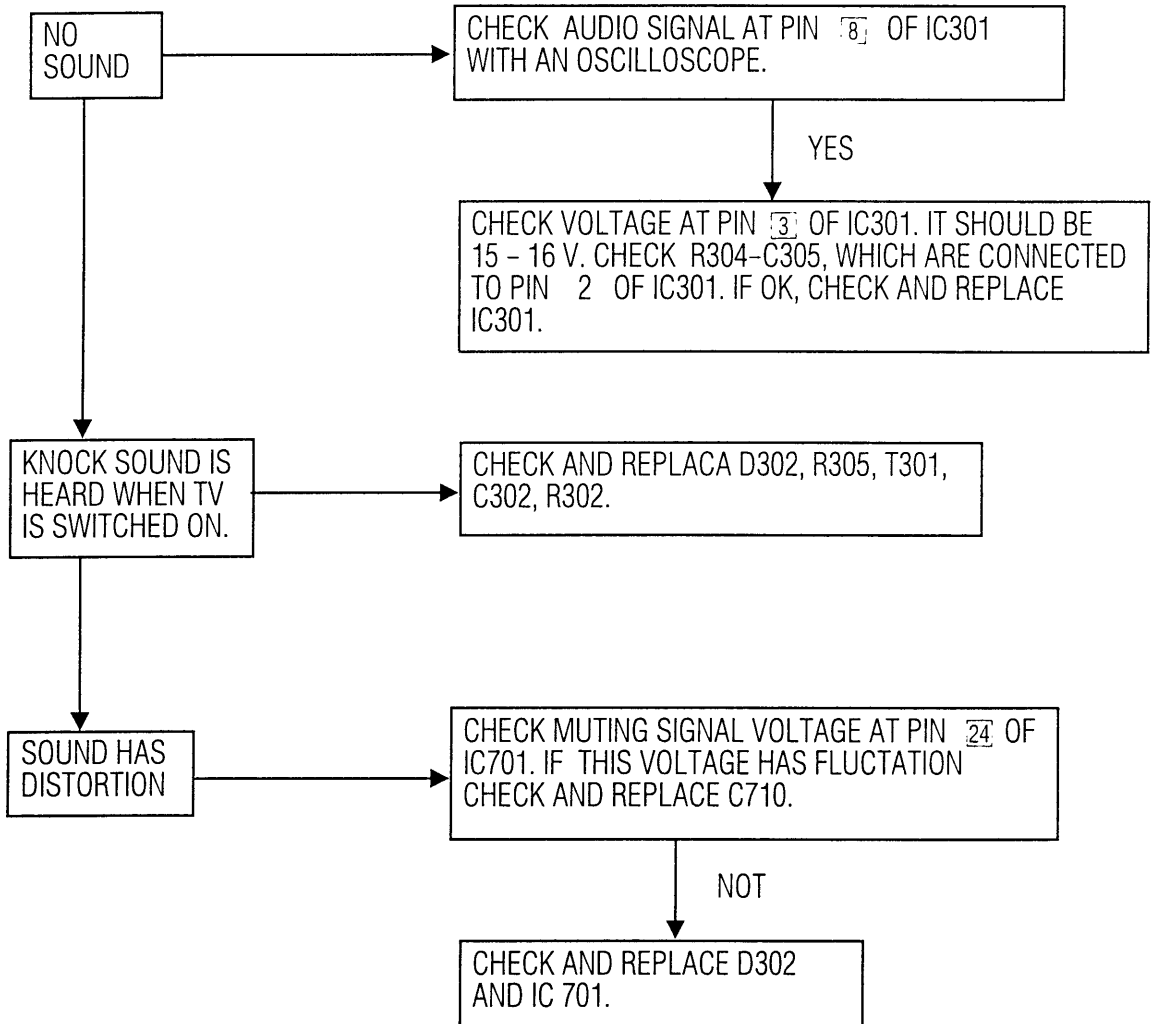 NO
SOUND
CHECK AUDIO SIGNAL AT PIN 8 OF IC301
WITH AN OSCILLOSCOPE.
YES
CHECK VOLTAGE AT PIN 3 OF IC301. IT SHOULD BE
15 – 16 V. CHECK R304-C305, WHICH ARE CONNECTED
TO PIN 2 OF IC301. IF OK, CHECK AND REPLACE
IC301.
KNOCK SOUND IS
HEARD WHEN TV
IS SWITCHED ON.
CHECK AND REPLACA D302, R305, T301,
C302, R302.
SOUND HAS
DISTORTION
CHECK MUTING SIGNAL VOLTAGE AT PIN 24 OF
IC701. IF THIS VOLTAGE HAS FLUCTATION
CHECK AND REPLACE C710.
NOT
CHECK AND REPLACE D302
AND IC 701.